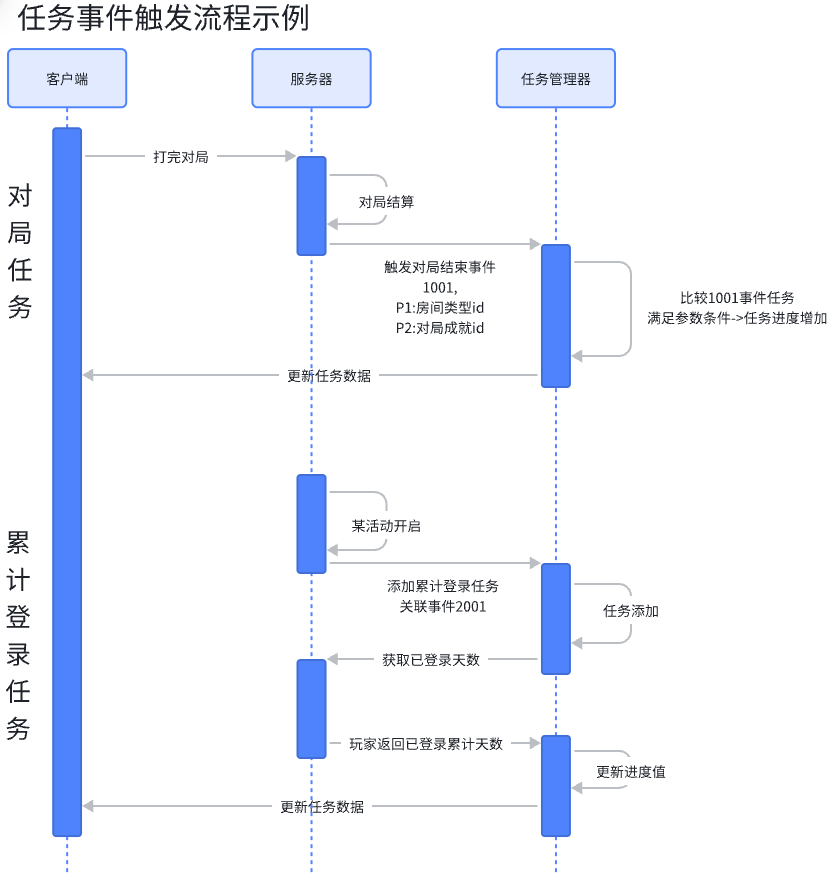 任务事件触发流程示例
客户端
服务器
任务管理器
对局任务
打完对局
对局结算
触发对局结束事件
1001,
P1:房间类型id
P2:对局成就id
比较1001事件任务
满足参数条件->任务进度增加
更新任务数据
累计登录任务
某活动开启
添加累计登录任务
关联事件2001
任务添加
获取已登录天数
玩家返回已登录累计天数
更新进度值
更新任务数据